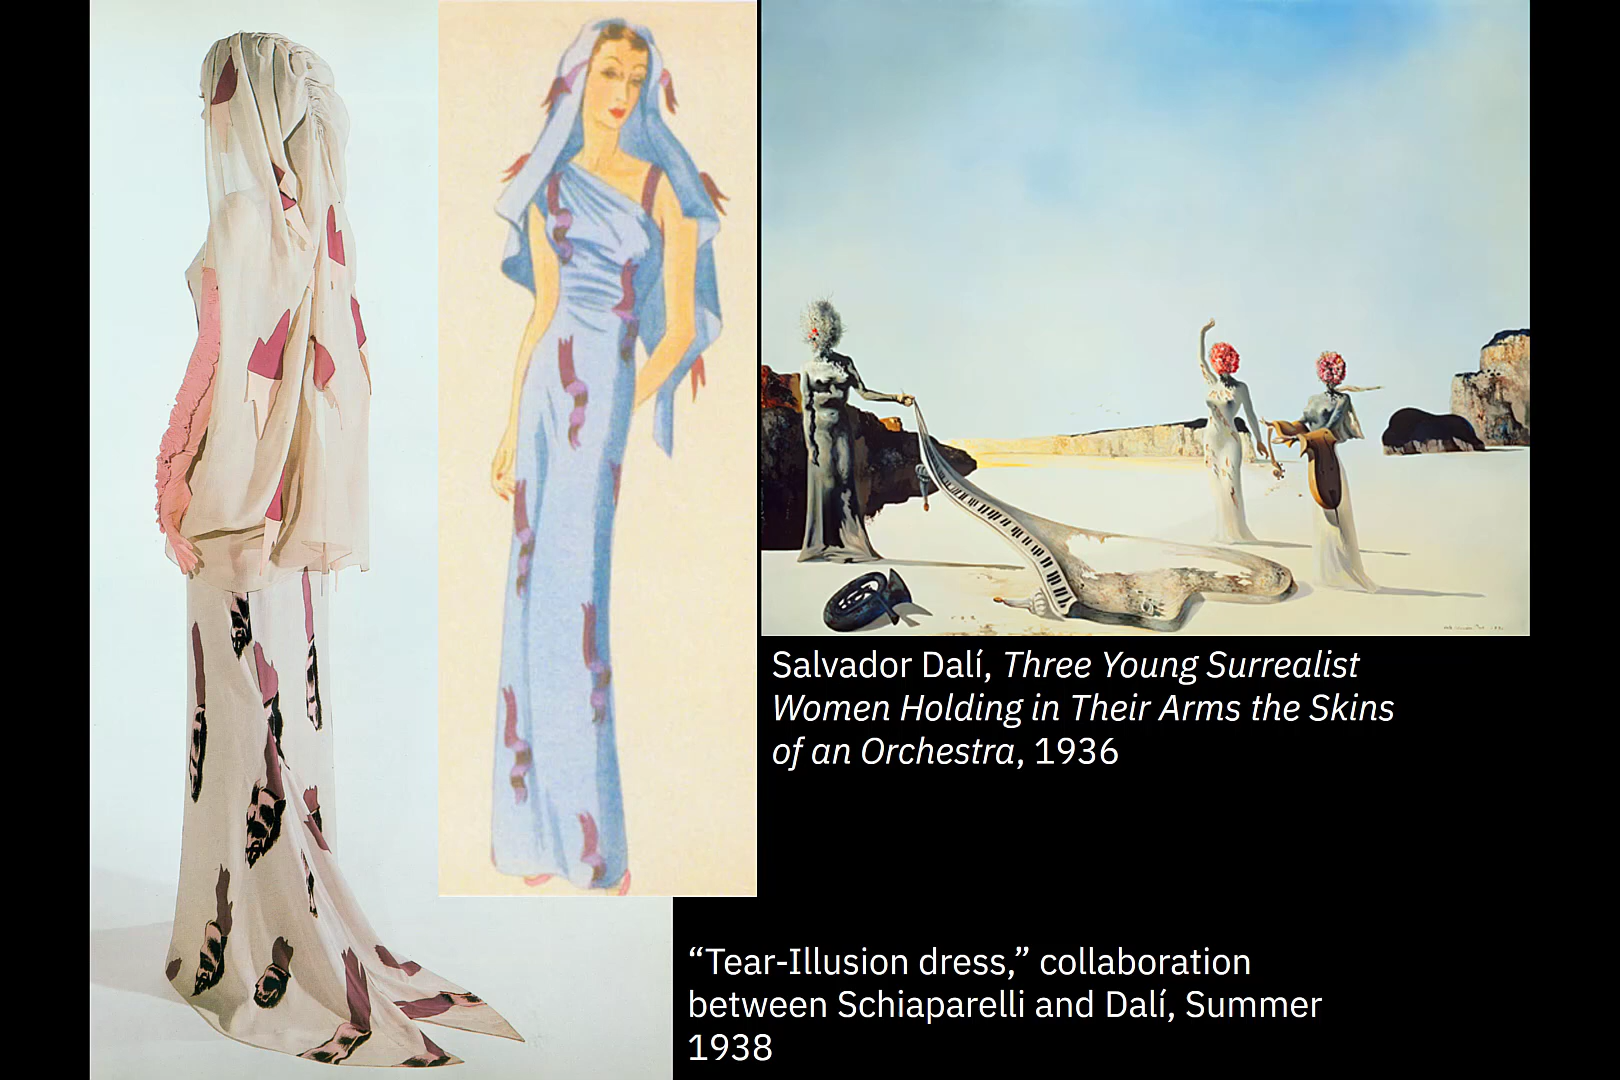 Salvador Dalí, Three Young Surrealist
Women Holding in Their Arms the Skins
of an Orchestra, 1936
“Tear-Illusion dress,” collaboration
between Schiaparelli and Dalí, Summer
1938